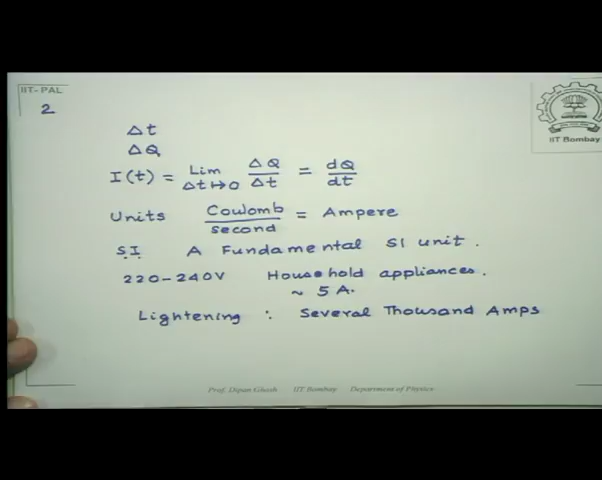 IIT-PAL
2
Δt
ΔQ
I(t) = Lim Δt↦0 ΔQ/Δt = dQ/dt
Units Coulomb/second = Ampere
SI A Fundamental SI unit.
220-240V Household appliances.
~ 5 A.
Lightening : Several Thousand Amps
IIT Bombay
Prof. Dipan Ghosh IIT Bombay Department of Physics